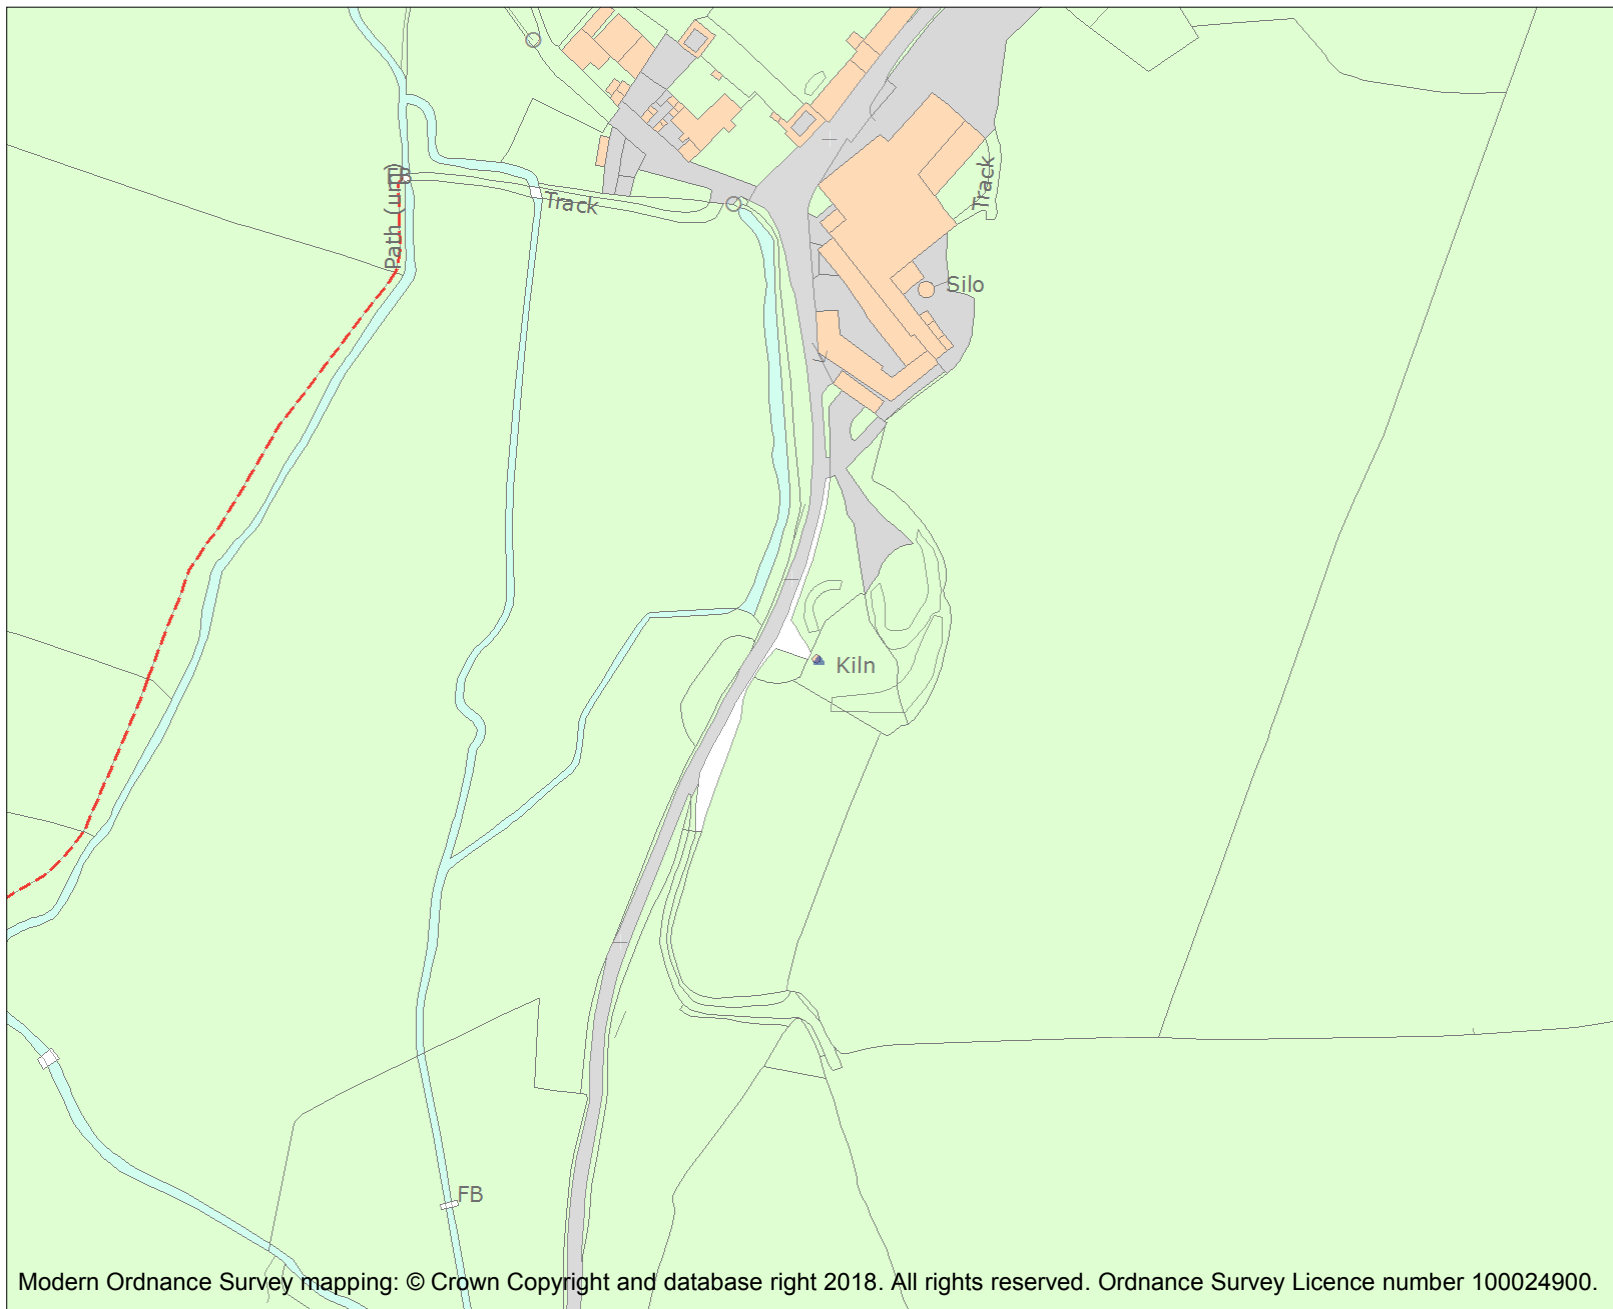 FB
Path (um)
Track
Track
Silo
Kiln
FB
Modern Ordnance Survey mapping: © Crown Copyright and database right 2018. All rights reserved. Ordnance Survey Licence number 100024900.